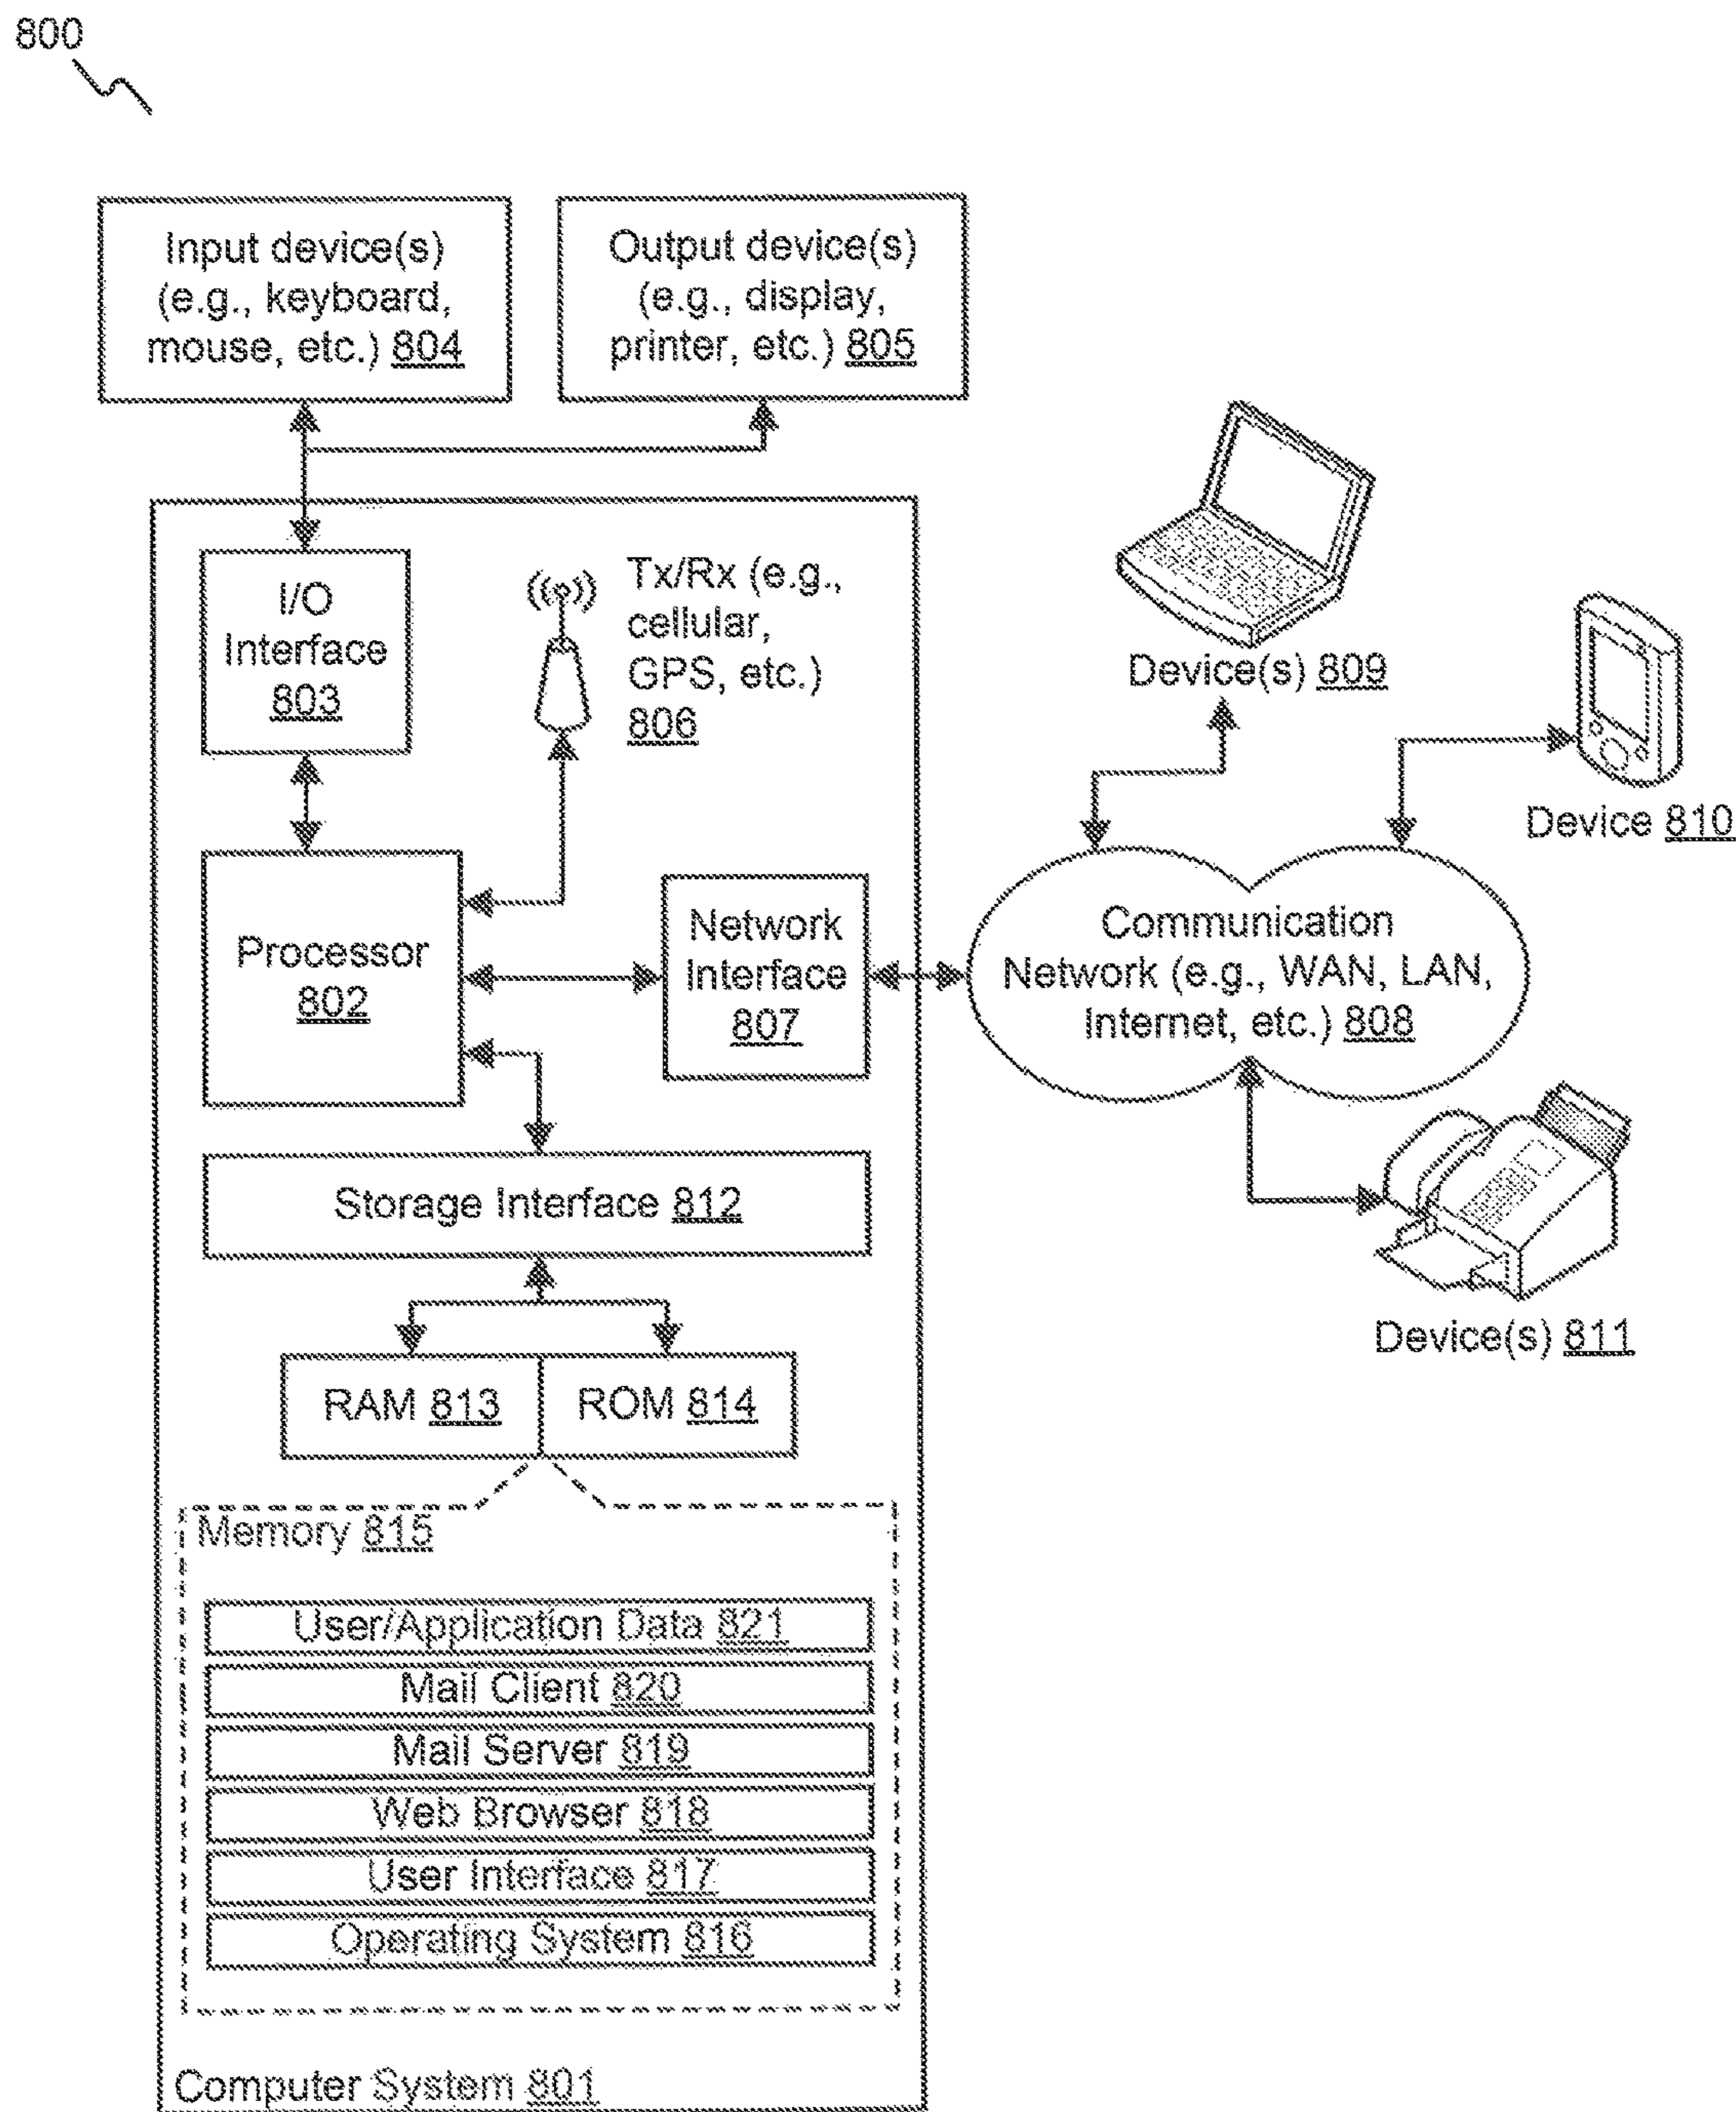 800
Input device(s)
(e.g., keyboard,
mouse, etc.) 804
Output device(s)
(e.g., display,
printer, etc.) 805
I/O
Interface
803
Tx/Rx (e.g.,
cellular,
GPS, etc.)
806
Device(s) 809
Device 810
Processor
802
Network
Interface
807
Communication
Network (e.g., WAN, LAN,
Internet, etc.) 808
Storage Interface 812
Device(s) 811
RAM 813
ROM 814
Memory 815
User/Application Data 821
Mail Client 820
Mail Server 819
Web Browser 818
User Interface 817
Operating System 816
Computer System 801